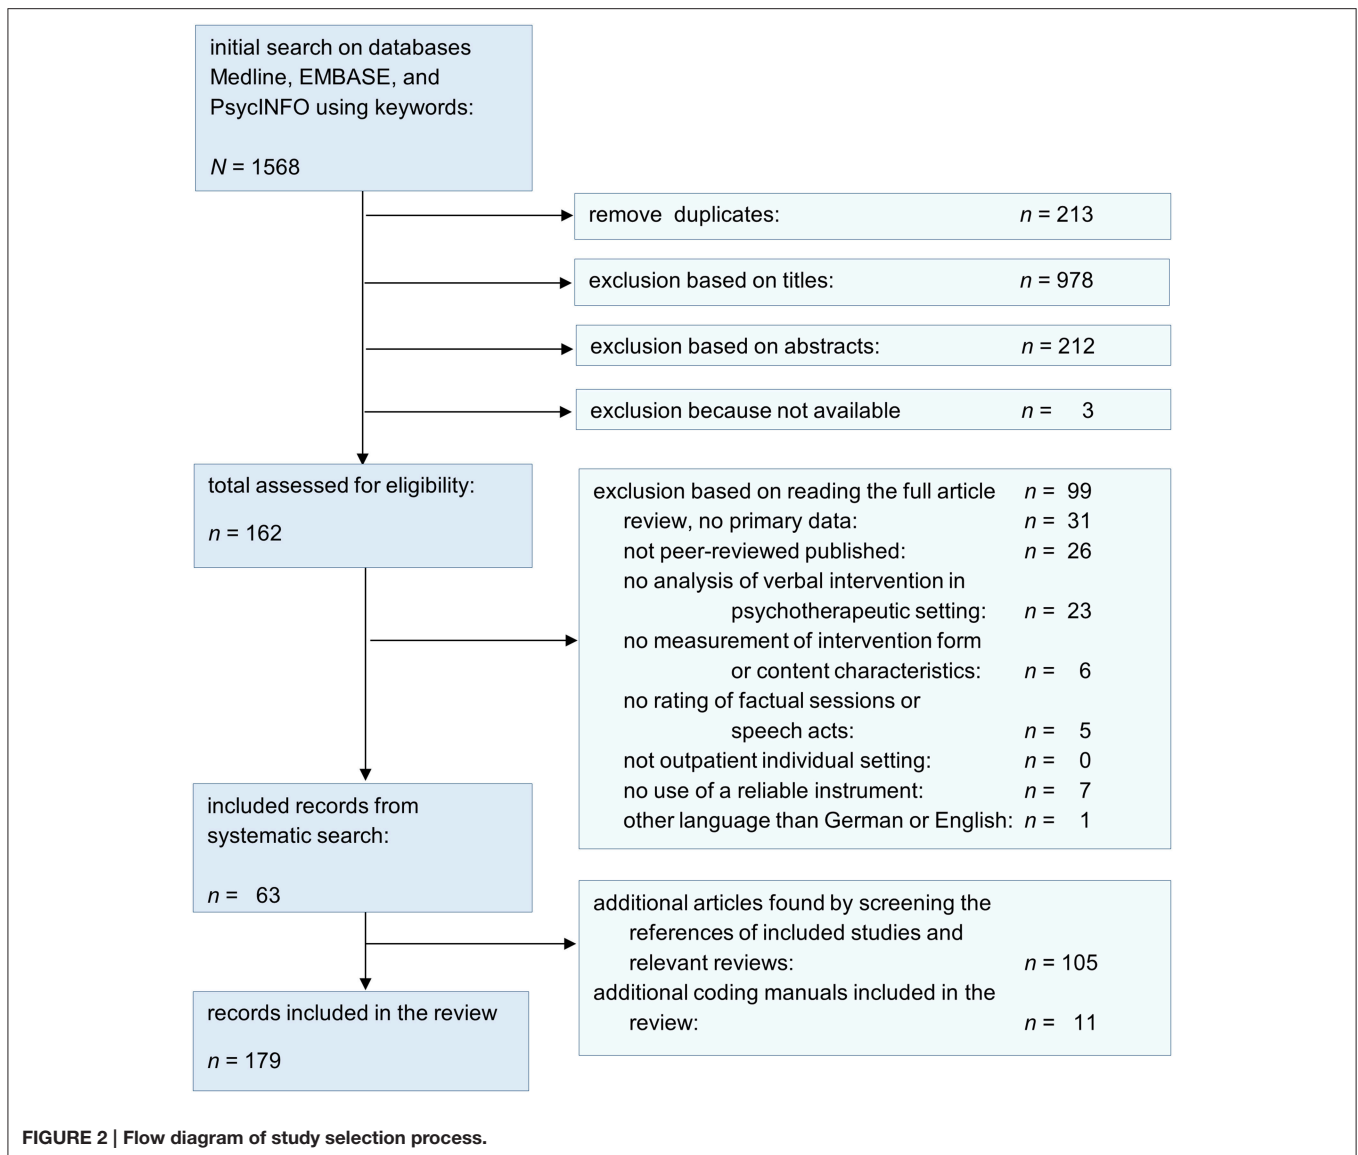 initial search on databases
Medline, EMBASE, and
PsycINFO using keywords:
N = 1568
remove duplicates: n = 213
exclusion based on titles: n = 978
exclusion based on abstracts: n = 212
exclusion because not available n = 3
total assessed for eligibility:
n = 162
exclusion based on reading the full article n = 99
review, no primary data: n = 31
not peer-reviewed published: n = 26
no analysis of verbal intervention in
psychotherapeutic setting: n = 23
no measurement of intervention form
or content characteristics: n = 6
no rating of factual sessions or
speech acts: n = 5
not outpatient individual setting: n = 0
no use of a reliable instrument: n = 7
other language than German or English: n = 1
included records from
systematic search:
n = 63
additional articles found by screening the
references of included studies and
relevant reviews: n = 105
additional coding manuals included in the
review: n = 11
records included in the review
n = 179
FIGURE 2 | Flow diagram of study selection process.